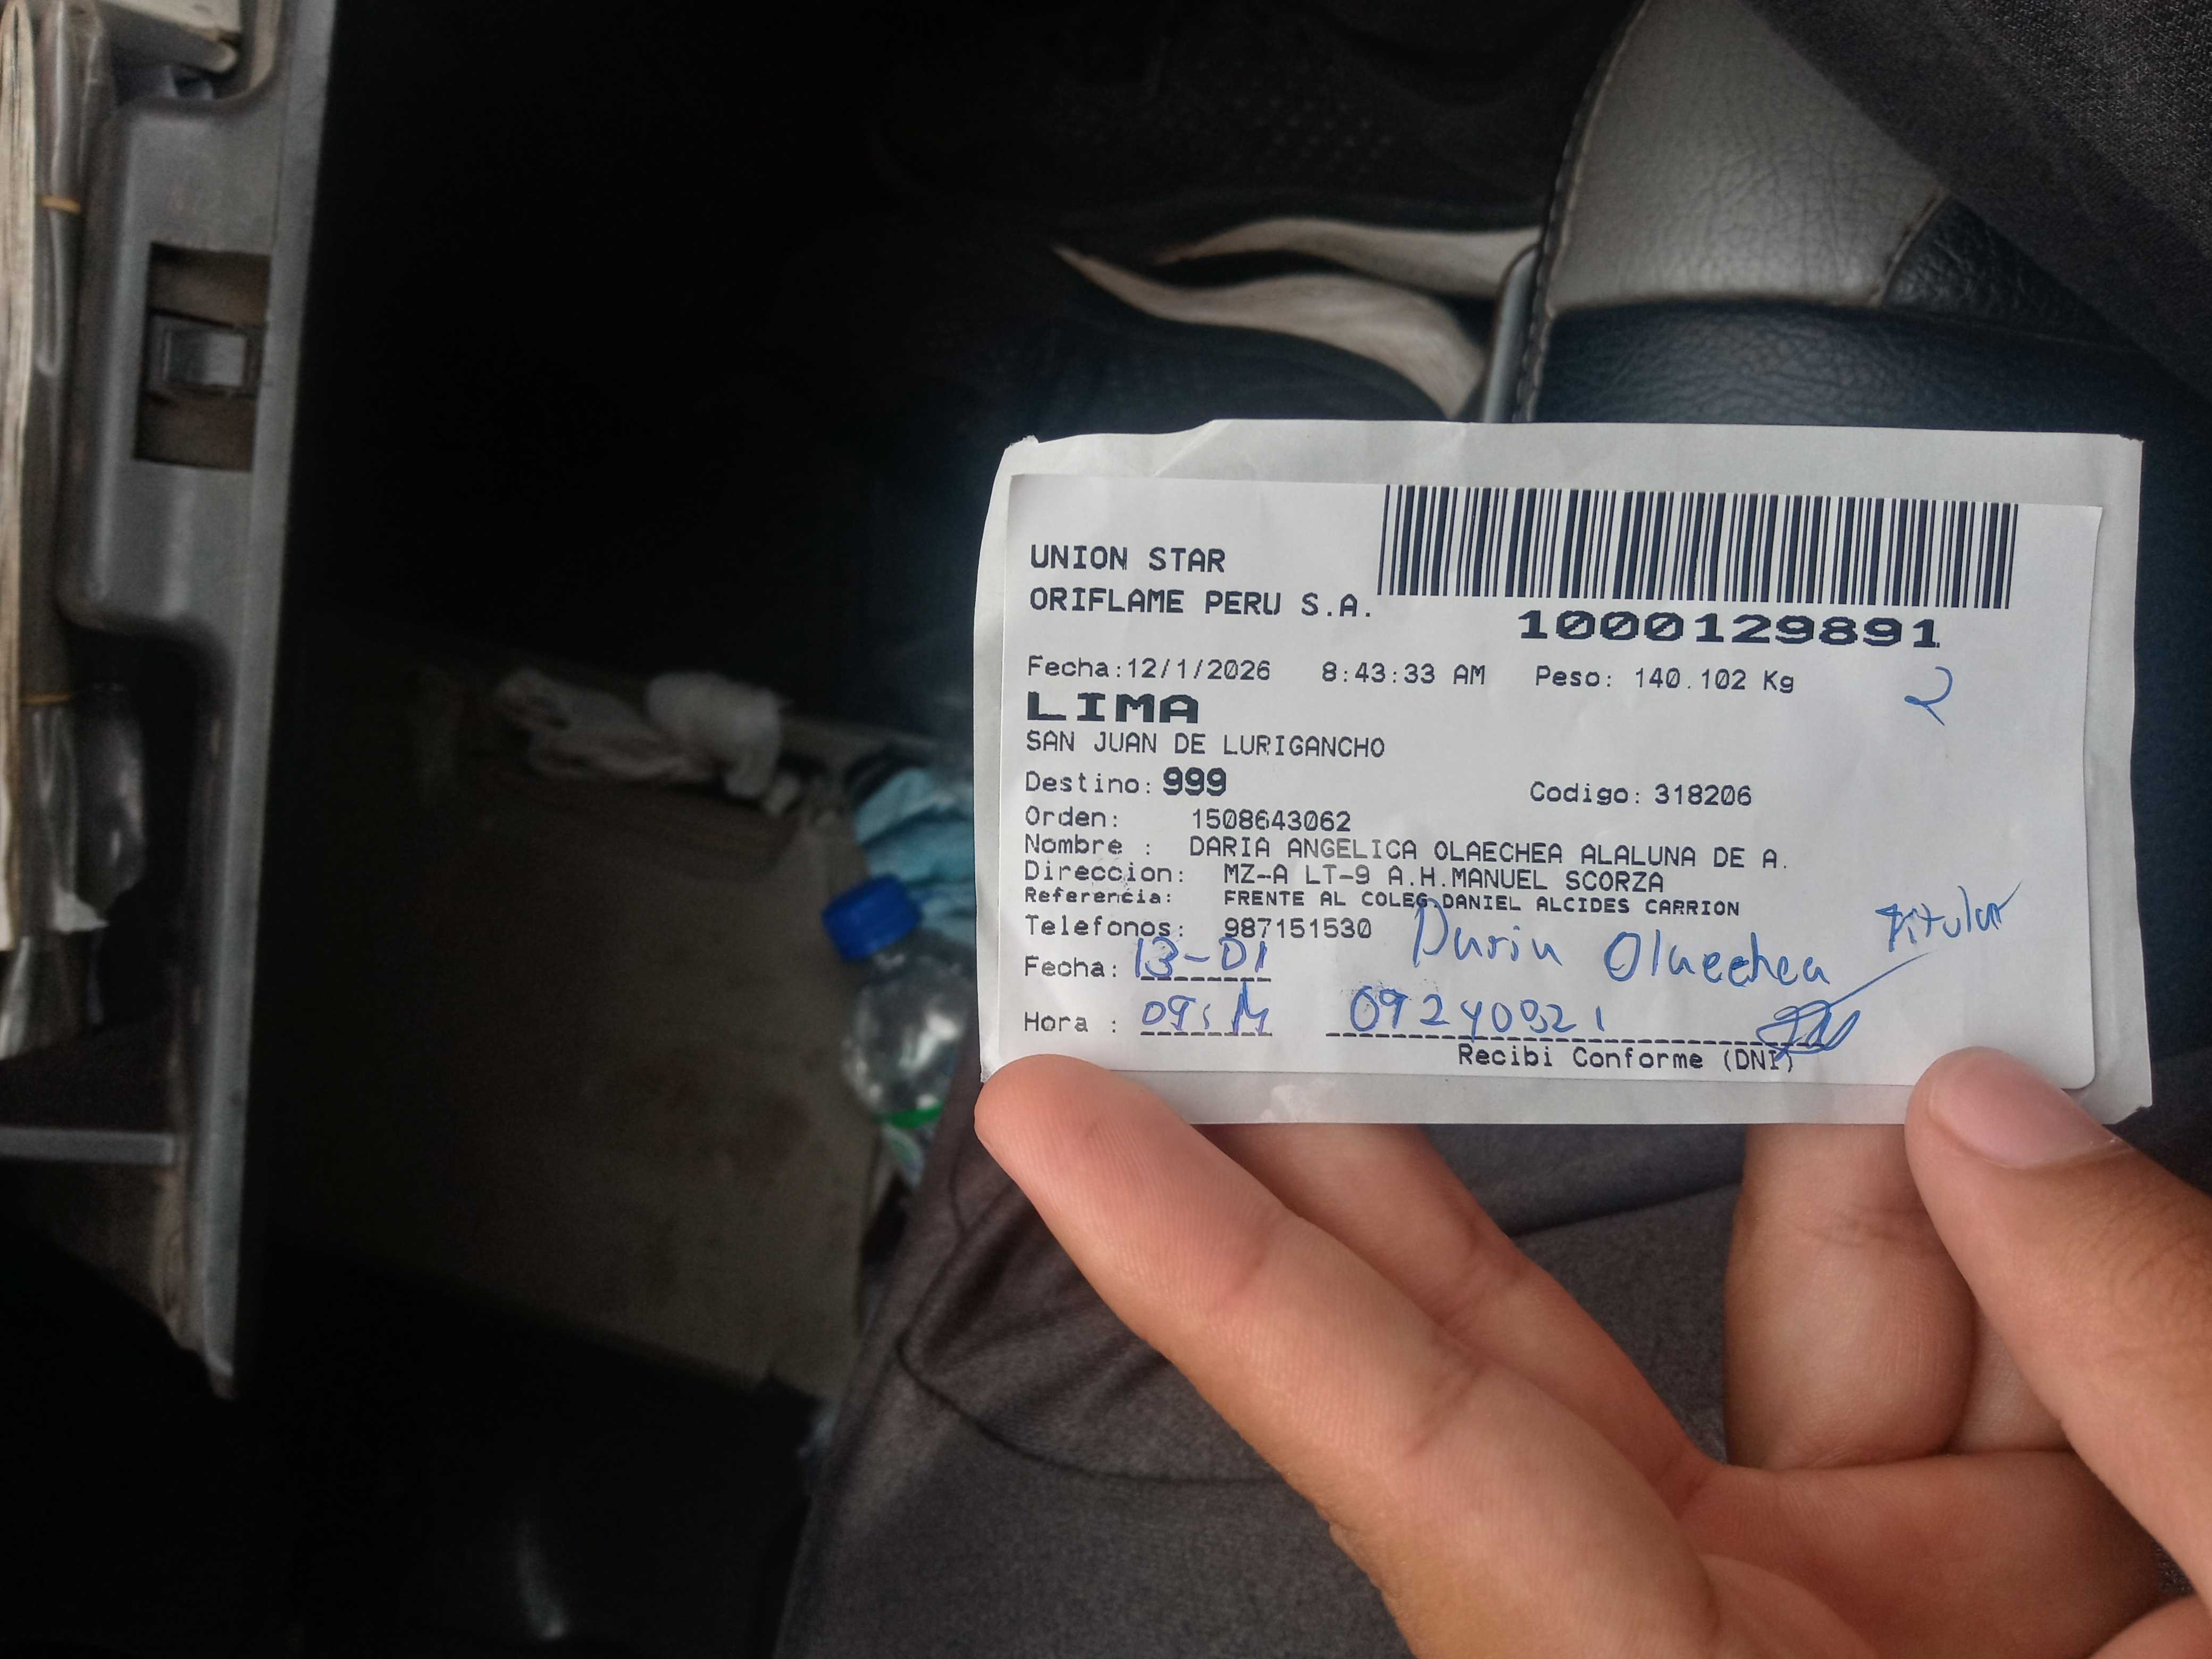 UNION STAR
ORIFLAME PERU S.A.
1000129891
Fecha:12/1/2026 8:43:33 AM Peso: 140.102 Kg
2
LIMA
SAN JUAN DE LURIGANCHO
Destino: 999 Codigo: 318206
Orden: 1508643062
Nombre : DARIA ANGELICA OLAECHEA ALALUNA DE A.
Direccion: MZ-A LT-9 A.H.MANUEL SCORZA
Referencia: FRENTE AL COLEG.DANIEL ALCIDES CARRION
Telefonos: 987151530
Daria Olaechea titular
Fecha: 13-01
Hora :
Recibi Conforme (DNI)